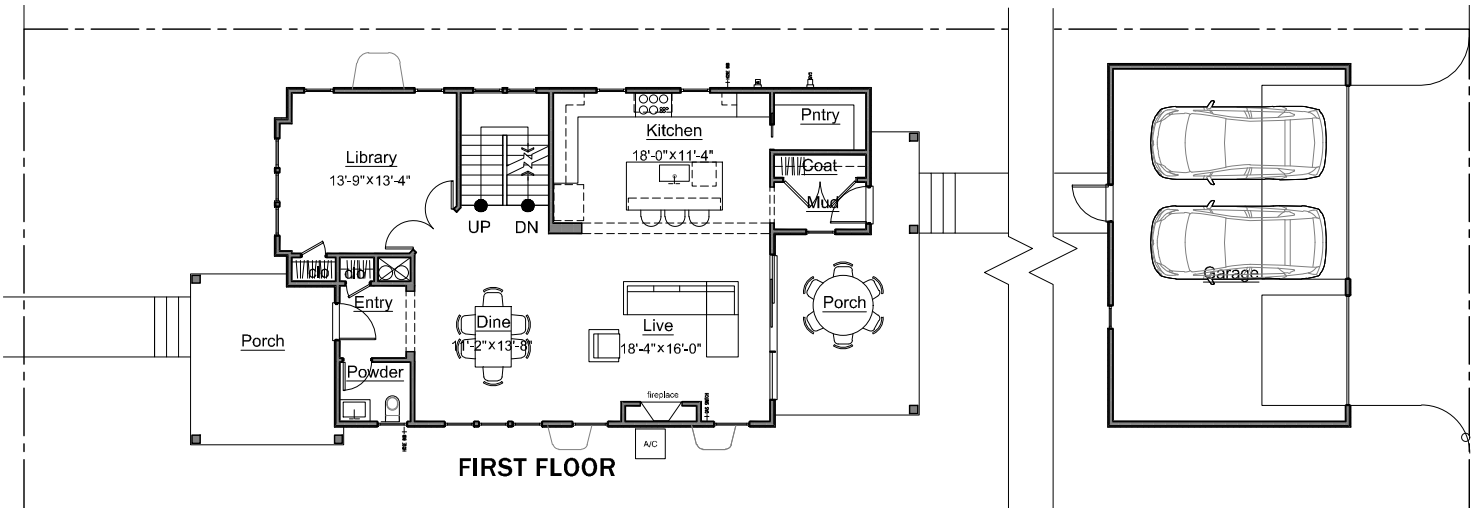 Library
13'-9"X13'-4"
Kitchen
18'-0"X11'-4"
Pntry
Coat
Mud
UP
DN
clo
clo
Entry
Porch
Dine
11'-2"X13'-8"
Live
18'-4"X16'-0"
Porch
Garage
Powder
fireplace
A/C
FIRST FLOOR